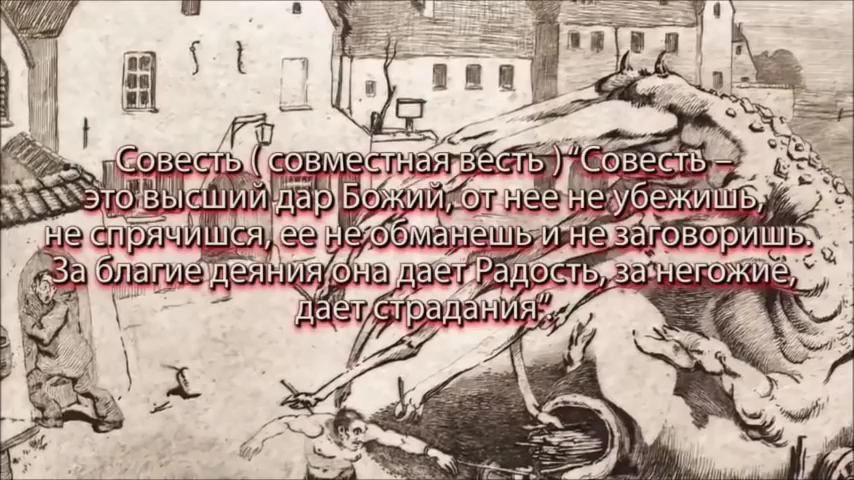 Совесть ( совместная весть ) “Совесть –
это высший дар Божий, от нее не убежишь,
не спрячишся, ее не обманешь и не заговоришь.
За благие деяния она дает Радость, за негожие,
дает страдания”.